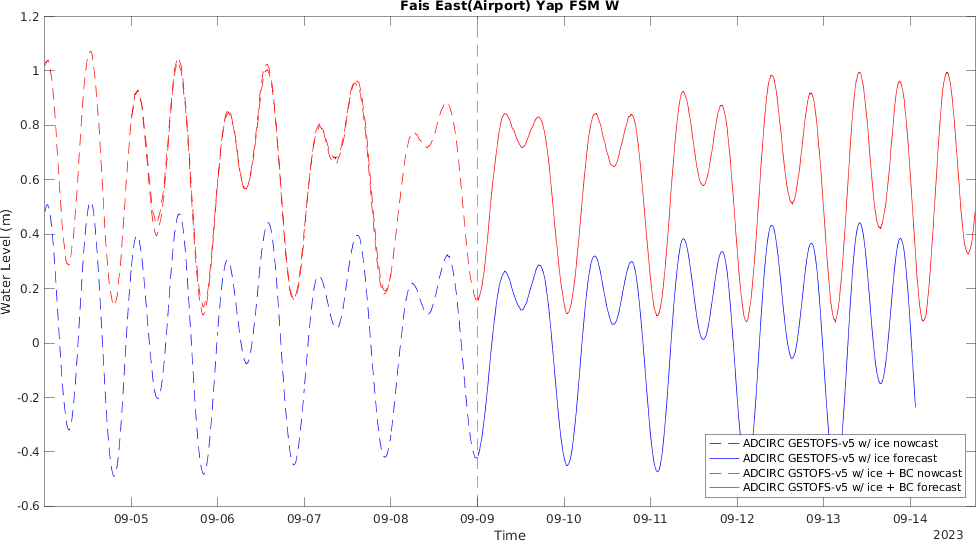 Fais East(Airport) Yap FSM W
1.2
1
0.8
0.6
0.4
0.2
0
-0.2
-0.4
-0.6
Water Level (m)
ADCIRC GESTOFS-v5 w/ ice nowcast
ADCIRC GESTOFS-v5 w/ ice forecast
ADCIRC GSTOFS-v5 w/ ice + BC nowcast
ADCIRC GSTOFS-v5 w/ ice + BC forecast
09-05 09-06 09-07 09-08 09-09 09-10 09-11 09-12 09-13 09-14
Time
2023